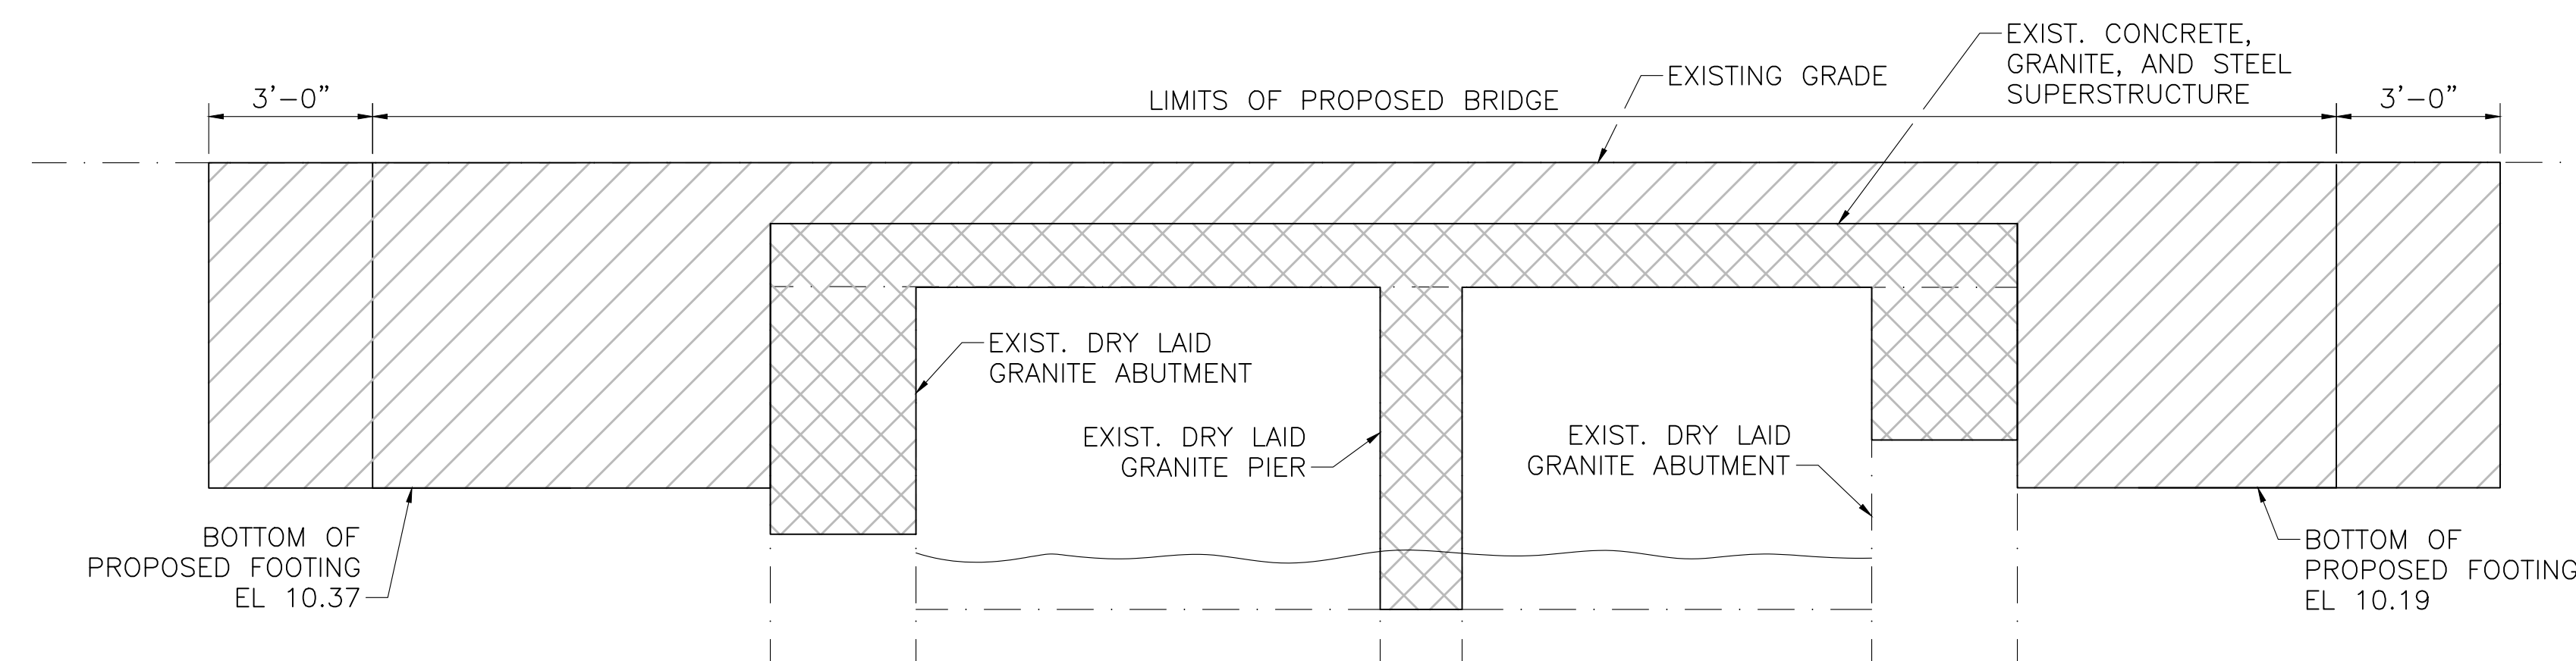 EXIST. CONCRETE,
GRANITE, AND STEEL
SUPERSTRUCTURE
EXISTING GRADE
3'-0"
LIMITS OF PROPOSED BRIDGE
3'-0"
EXIST. DRY LAID
GRANITE ABUTMENT
EXIST. DRY LAID
GRANITE PIER
EXIST. DRY LAID
GRANITE ABUTMENT
BOTTOM OF
PROPOSED FOOTING
EL 10.37
BOTTOM OF
PROPOSED FOOTING
EL 10.19